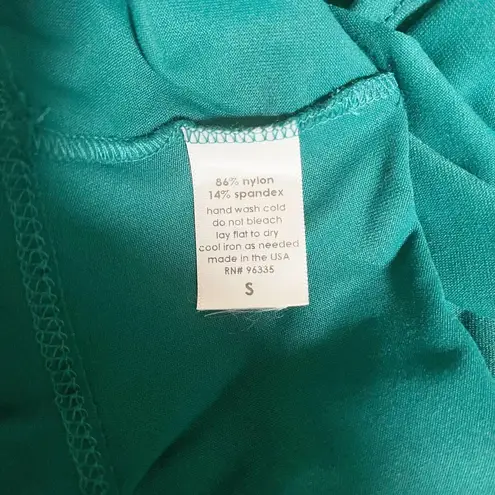 86% nylon
14% spandex
hand wash cold
do not bleach
lay flat to dry
cool iron as needed
made in the USA
RN# 96335
S